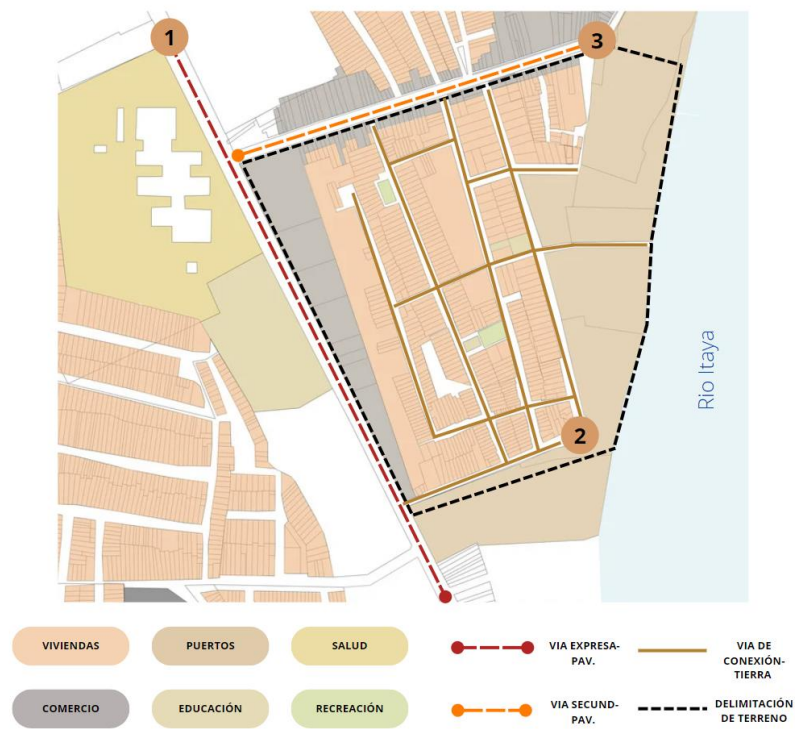 1
3
2
Rio Itaya
VIVIENDAS
PUERTOS
SALUD
VIA EXPRESA-
PAV.
VIA DE
CONEXIÓN-
TIERRA
COMERCIO
EDUCACIÓN
RECREACIÓN
VIA SECUND-
PAV.
DELIMITACIÓN
DE TERRENO